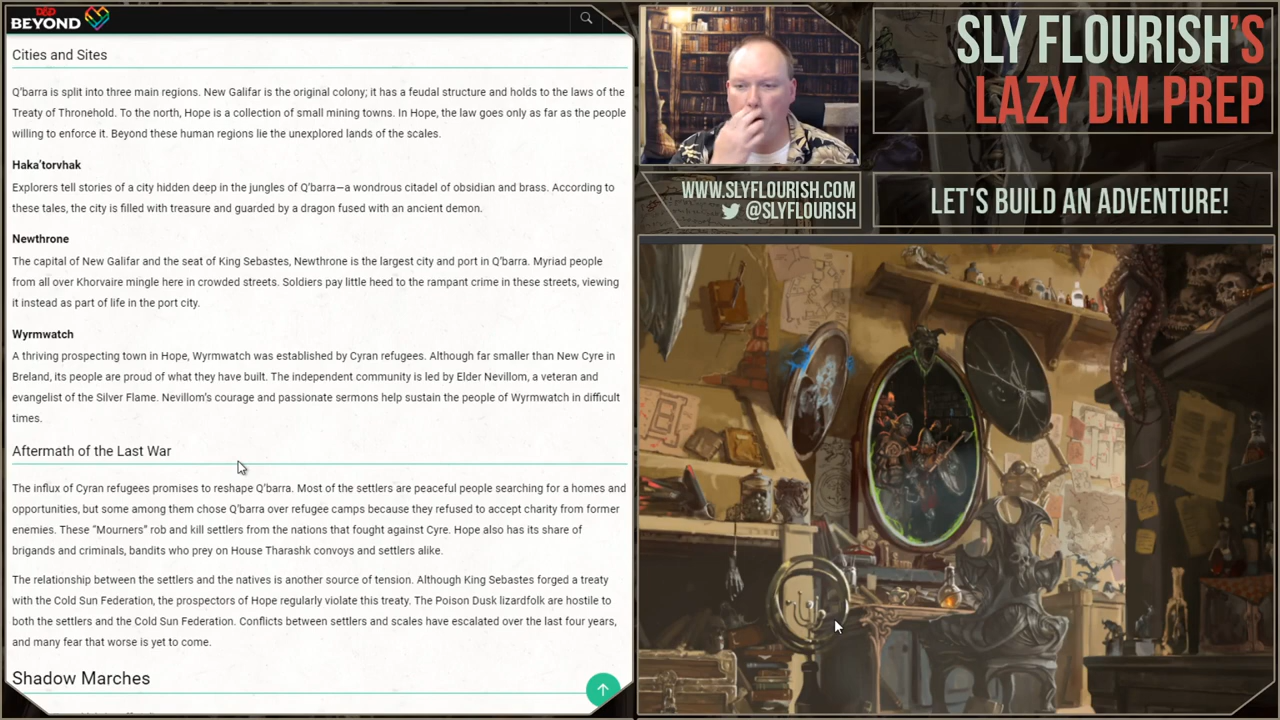 D&D
BEYOND
Cities and Sites
Q'barra is split into three main regions. New Galifar is the original colony; it has a feudal structure and holds to the laws of the
Treaty of Thronehold. To the north, Hope is a collection of small mining towns. In Hope, the law goes only as far as the people
willing to enforce it. Beyond these human regions lie the unexplored lands of the scales.
Haka'torvhak
Explorers tell stories of a city hidden deep in the jungles of Q'barra—a wondrous citadel of obsidian and brass. According to
these tales, the city is filled with treasure and guarded by a dragon fused with an ancient demon.
Newthrone
The capital of New Galifar and the seat of King Sebastes, Newthrone is the largest city and port in Q'barra. Myriad people
from all over Khorvaire mingle here in crowded streets. Soldiers pay little heed to the rampant crime in these streets, viewing
it instead as part of life in the port city.
Wyrmwatch
A thriving prospecting town in Hope, Wyrmwatch was established by Cyran refugees. Although far smaller than New Cyre in
Breland, its people are proud of what they have built. The independent community is led by Elder Nevillom, a veteran and
evangelist of the Silver Flame. Nevillom's courage and passionate sermons help sustain the people of Wyrmwatch in difficult
times.
Aftermath of the Last War
The influx of Cyran refugees promises to reshape Q'barra. Most of the settlers are peaceful people searching for a homes and
opportunities, but some among them chose Q'barra over refugee camps because they refused to accept charity from former
enemies. These “Mourners” rob and kill settlers from the nations that fought against Cyre. Hope also has its share of
brigands and criminals, bandits who prey on House Tharashk convoys and settlers alike.
The relationship between the settlers and the natives is another source of tension. Although King Sebastes forged a treaty
with the Cold Sun Federation, the prospectors of Hope regularly violate this treaty. The Poison Dusk lizardfolk are hostile to
both the settlers and the Cold Sun Federation. Conflicts between settlers and scales have escalated over the last four years,
and many fear that worse is yet to come.
Shadow Marches
SLY FLOURISH'S
LAZY DM PREP
WWW.SLYFLOURISH.COM
@SLYFLOURISH
LET'S BUILD AN ADVENTURE!